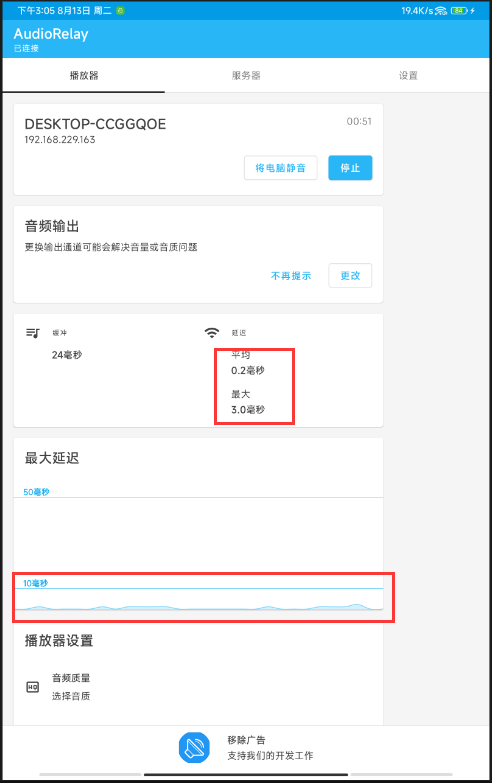 下午3:05 8月13日 周二
19.4K/s
84
AudioRelay
已连接
播放器
服务器
设置
DESKTOP-CCGGQOE
00:51
192.168.229.163
将电脑静音
停止
音频输出
更换输出通道可能会解决音量或音质问题
不再提示
更改
缓冲
24毫秒
延迟
平均
0.2毫秒
最大
3.0毫秒
最大延迟
50毫秒
10毫秒
播放器设置
HD
音频质量
选择音质
移除广告
支持我们的开发工作